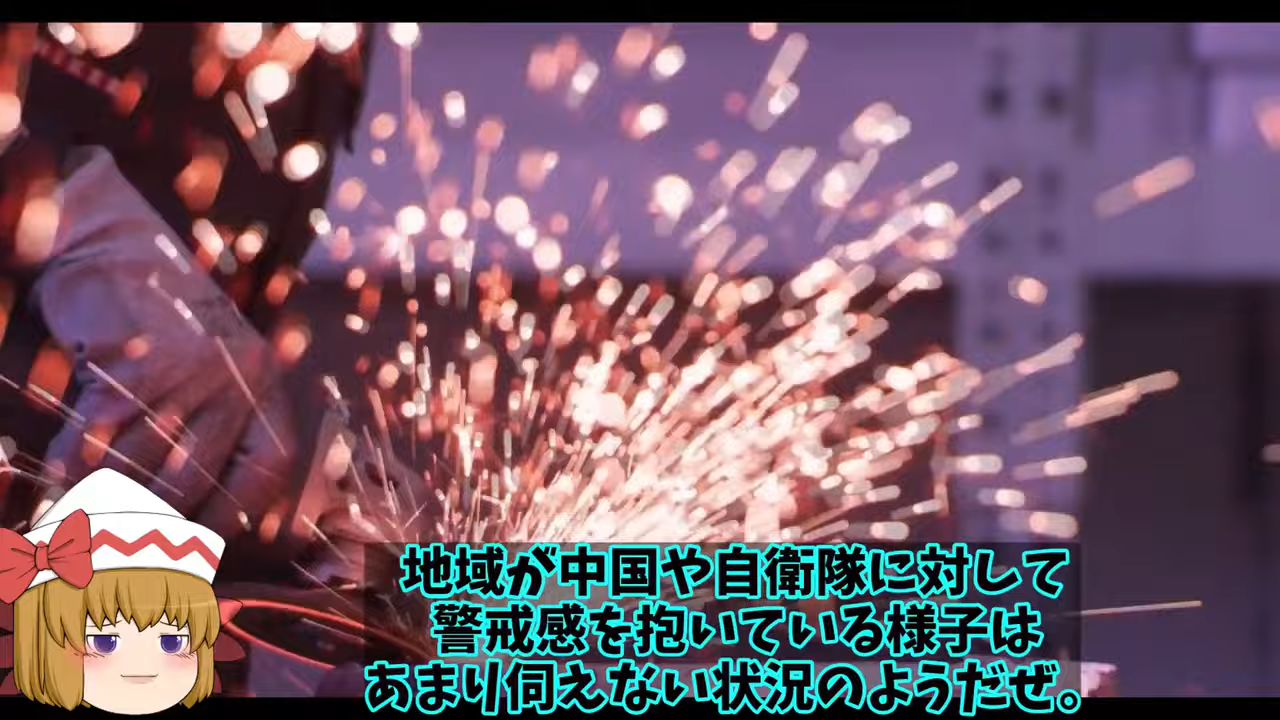 地域が中国や自衛隊に対して
警戒感を抱いている様子は
あまり伺えない状況のようだぜ。